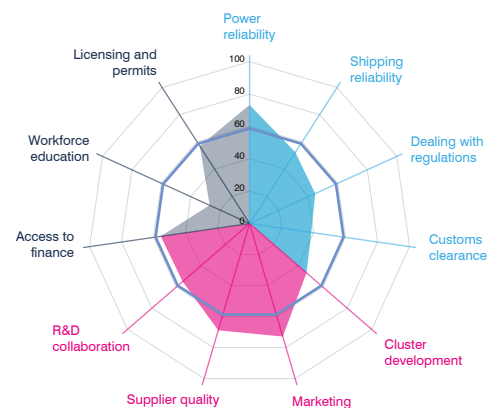 Power
reliability
Licensing and
permits
100
Shipping
reliability
80
60
Workforce
education
40
Dealing with
regulations
20
0
Access to
finance
Customs
clearance
R&D
collaboration
Cluster
development
Supplier quality
Marketing